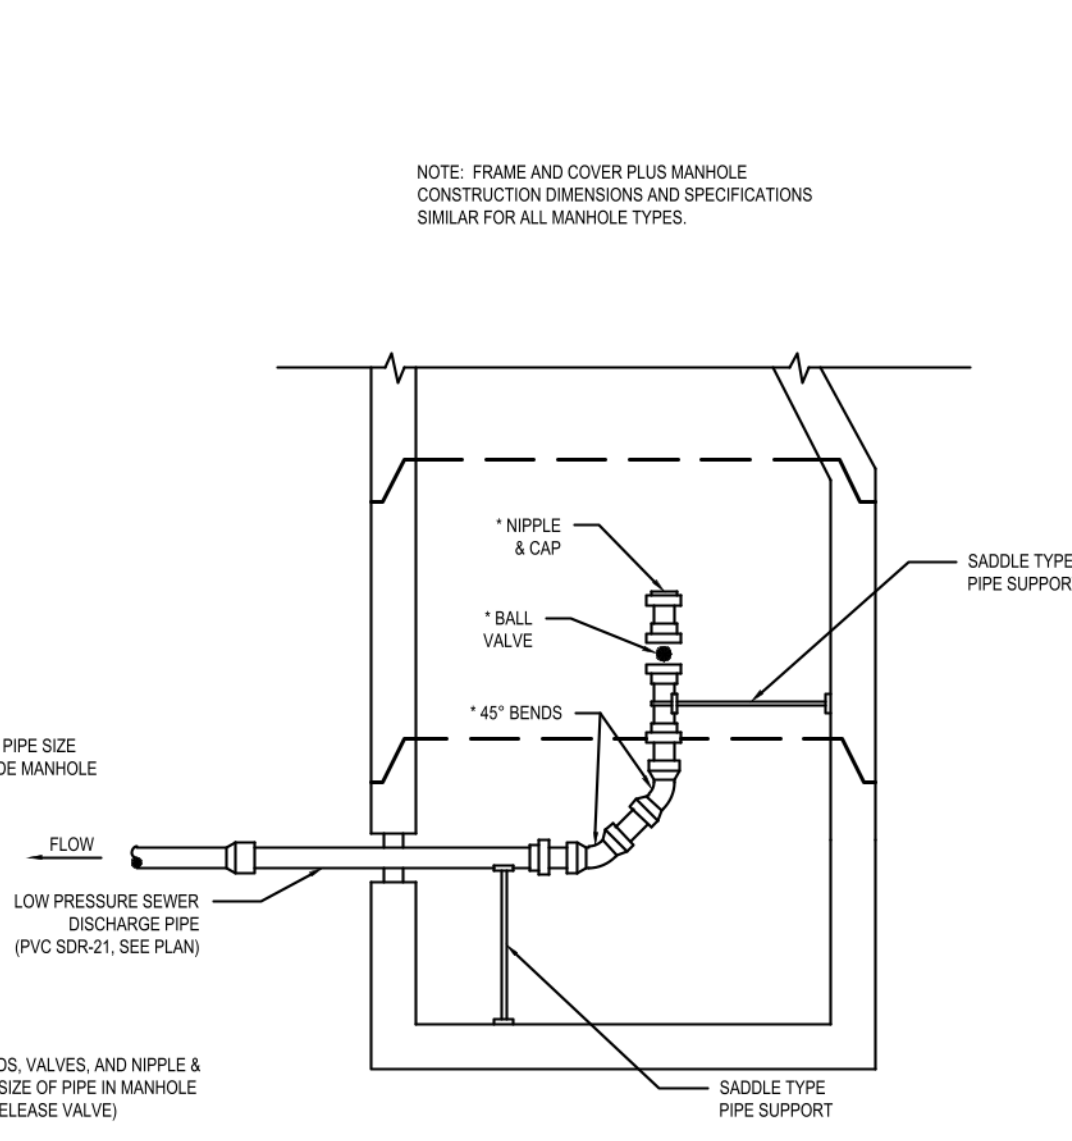 NOTE: FRAME AND COVER PLUS MANHOLE
CONSTRUCTION DIMENSIONS AND SPECIFICATIONS
SIMILAR FOR ALL MANHOLE TYPES.
* NIPPLE
& CAP
SADDLE TYPE
PIPE SUPPOR
* BALL
VALVE
* 45° BENDS
PIPE SIZE
DE MANHOLE
FLOW
LOW PRESSURE SEWER
DISCHARGE PIPE
(PVC SDR-21, SEE PLAN)
DS, VALVES, AND NIPPLE &
SIZE OF PIPE IN MANHOLE
ELEASE VALVE)
SADDLE TYPE
PIPE SUPPORT